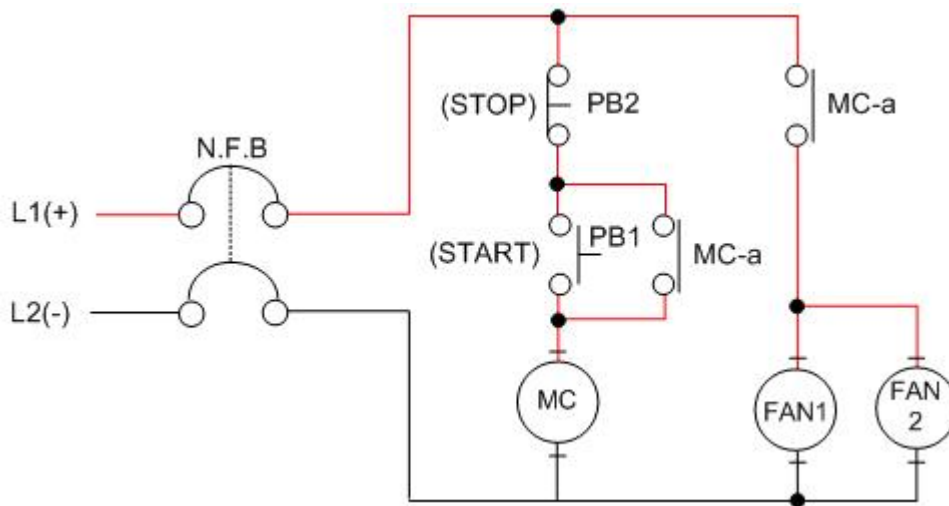 N.F.B
L1(+)
L2(-)
(STOP)
PB2
(START)
PB1
MC-a
MC-a
MC
FAN1
FAN
2